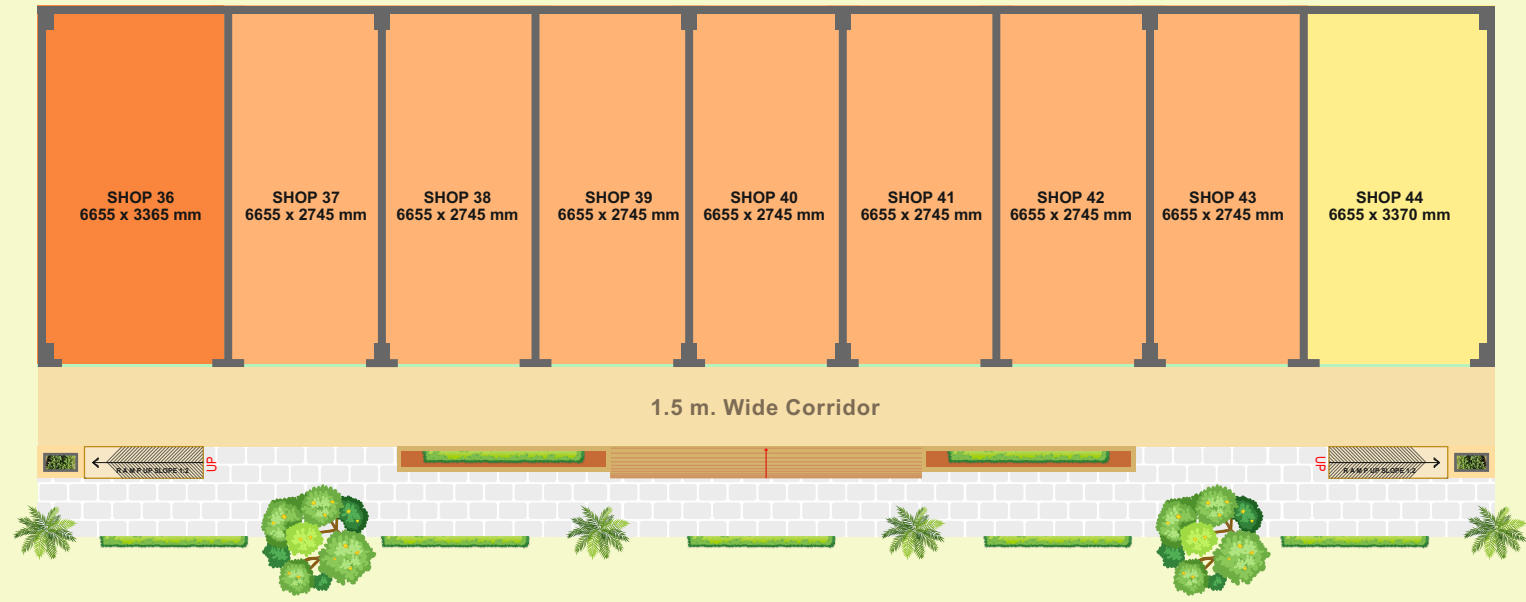 SHOP 36
6655 x 3365 mm
SHOP 37
6655 x 2745 mm
SHOP 38
6655 x 2745 mm
SHOP 39
6655 x 2745 mm
SHOP 40
6655 x 2745 mm
SHOP 41
6655 x 2745 mm
SHOP 42
6655 x 2745 mm
SHOP 43
6655 x 2745 mm
SHOP 44
6655 x 3370 mm
1.5 m. Wide Corridor
R A M P UP SLOPE 1:2
UP
UP
R A M P UP SLOPE 1:2